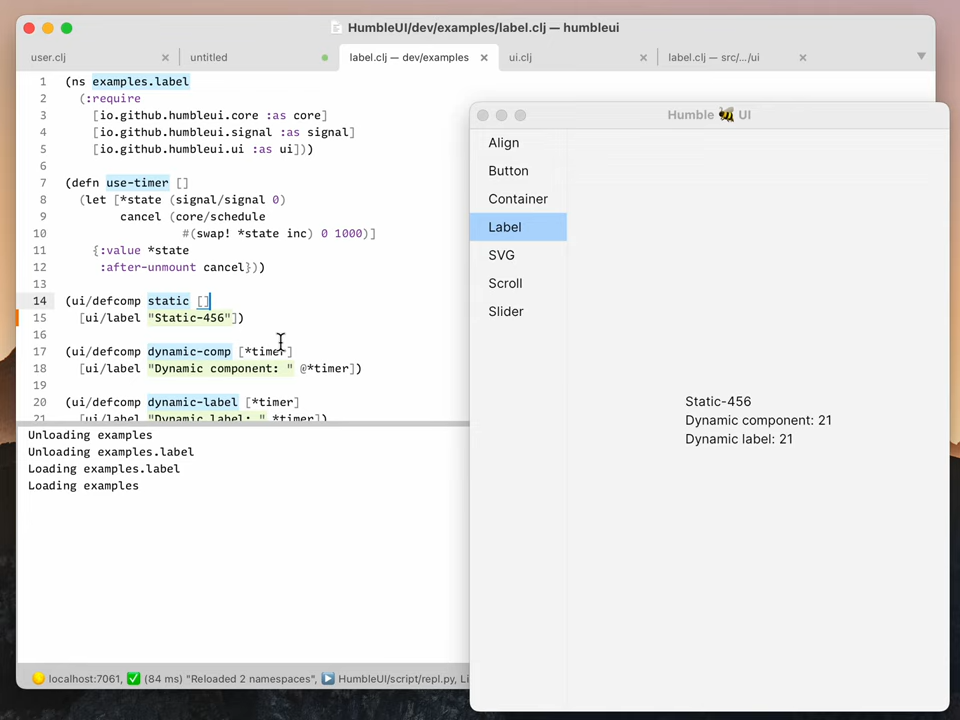 HumbleUI/dev/examples/label.clj — humbleui
user.clj
untitled
label.clj — dev/examples
ui.clj
label.clj — src/…/ui
1 (ns examples.label
2 (:require
3 [io.github.humbleui.core :as core]
4 [io.github.humbleui.signal :as signal]
5 [io.github.humbleui.ui :as ui]))
6
7 (defn use-timer []
8 (let [*state (signal/signal 0)
9 cancel (core/schedule
10 #(swap! *state inc) 0 1000)]
11 {:value *state
12 :after-unmount cancel}))
13
14 (ui/defcomp static []
15 [ui/label "Static-456"])
16
17 (ui/defcomp dynamic-comp [*timer]
18 [ui/label "Dynamic component: " @*timer])
19
20 (ui/defcomp dynamic-label [*timer]
21 [ui/label "Dynamic label: " *timer])
Unloading examples
Unloading examples.label
Loading examples.label
Loading examples
localhost:7061, ✅ (84 ms) "Reloaded 2 namespaces", ▶️ HumbleUI/script/repl.py, Li
Humble 🐝 UI
Align
Button
Container
Label
SVG
Scroll
Slider
Static-456
Dynamic component: 21
Dynamic label: 21